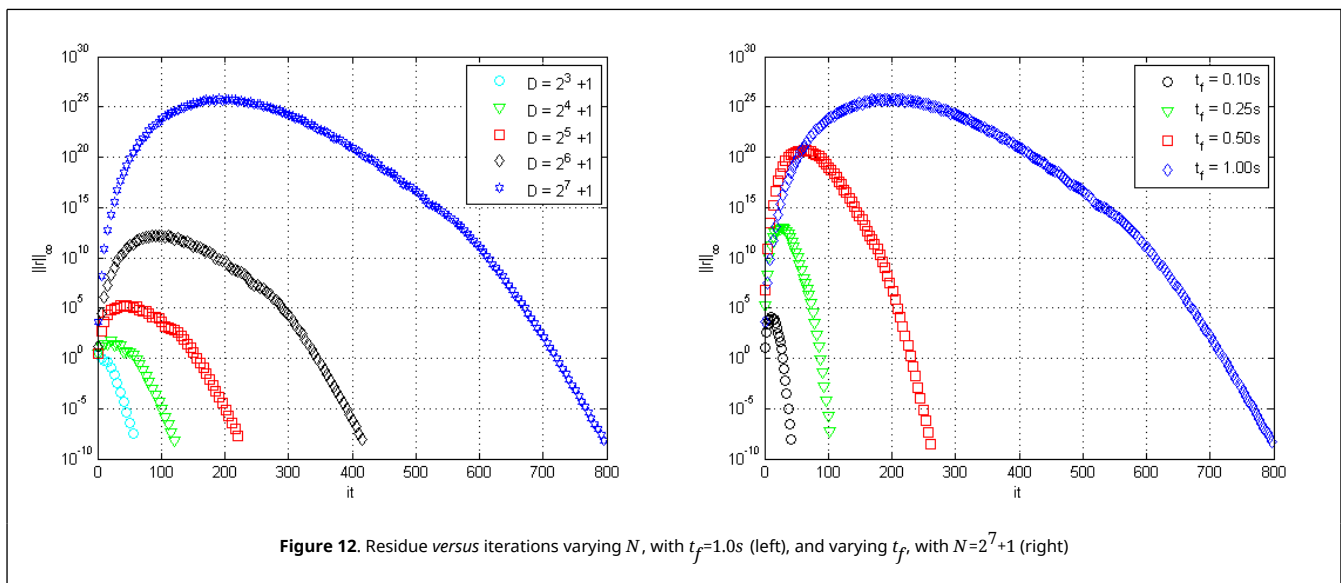 10^30
10^25
10^20
10^15
10^10
10^5
10^0
10^-5
10^-10
||r||_∞
0 100 200 300 400 500 600 700 800
it
D = 2^3 +1
D = 2^4 +1
D = 2^5 +1
D = 2^6 +1
D = 2^7 +1
10^30
10^25
10^20
10^15
10^10
10^5
10^0
10^-5
10^-10
||r||_∞
0 100 200 300 400 500 600 700 800
it
t_f = 0.10s
t_f = 0.25s
t_f = 0.50s
t_f = 1.00s
Figure 12. Residue versus iterations varying N, with t_f=1.0s (left), and varying t_f, with N=2^7+1 (right)